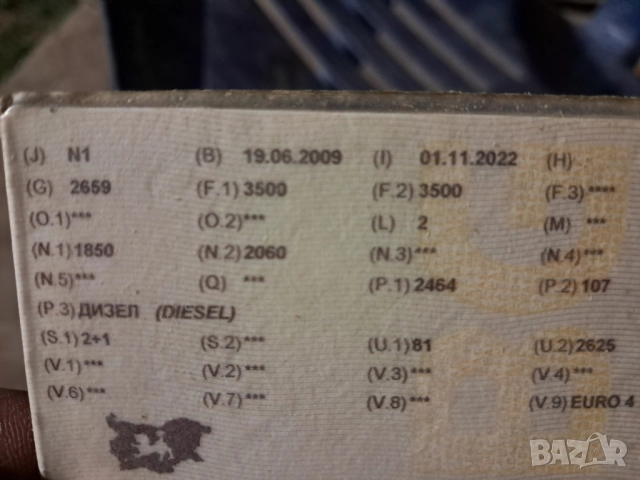 (J) N1 (B) 19.06.2009 (I) 01.11.2022 (H)
(G) 2659 (F.1) 3500 (F.2) 3500 (F.3) ****
(O.1)*** (O.2)*** (L) 2 (M) ***
(N.1) 1850 (N.2) 2060 (N.3)*** (N.4)***
(N.5)*** (Q) *** (P.1) 2464 (P.2) 107
(P.3) ДИЗЕЛ (DIESEL)
(S.1) 2+1 (S.2)*** (U.1) 81 (U.2) 2625
(V.1)*** (V.2)*** (V.3)*** (V.4)***
(V.6)*** (V.7)*** (V.8)*** (V.9) EURO 4
BAZAR
bg